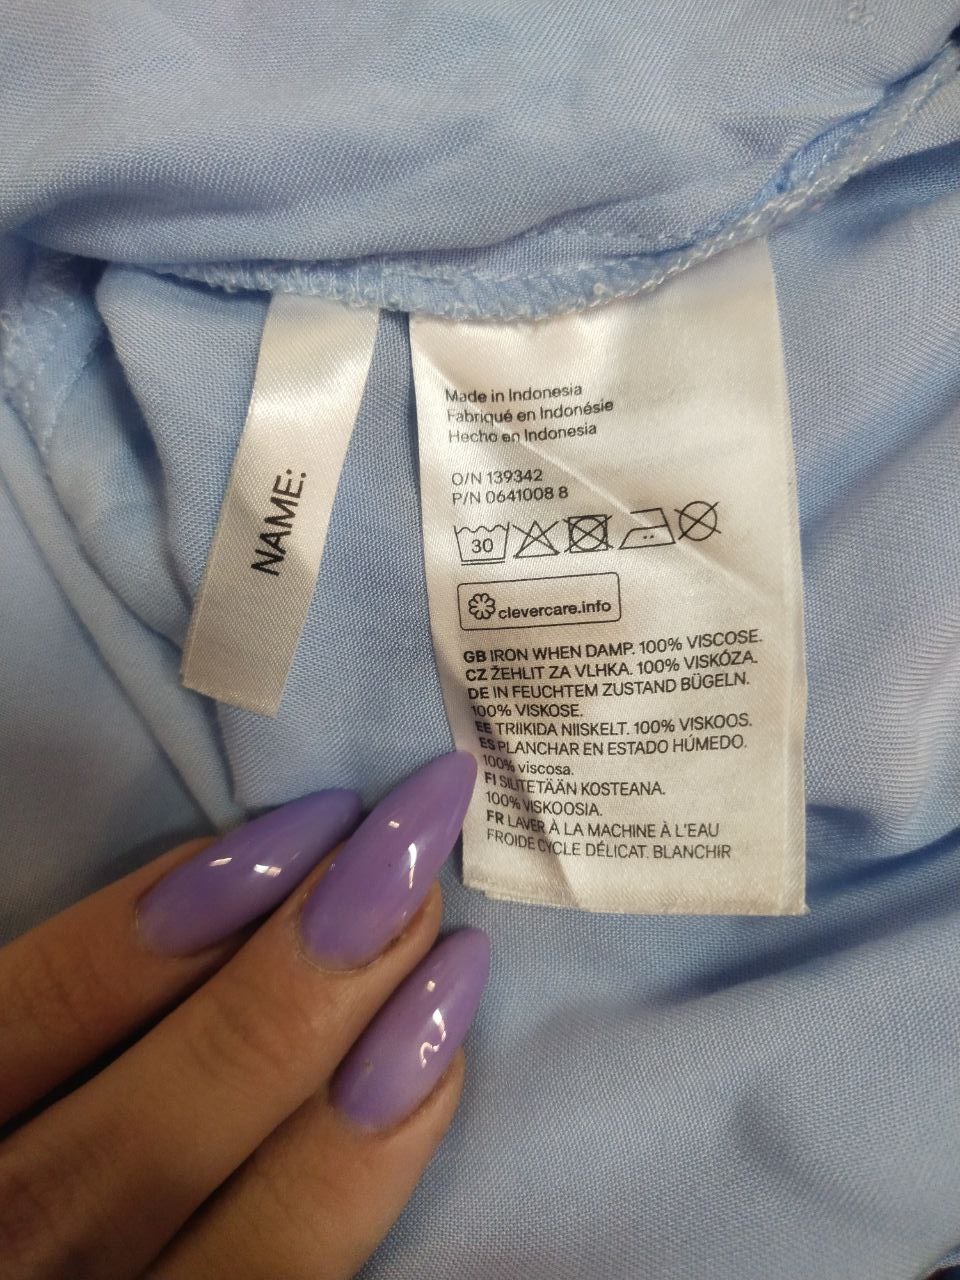 NAME:
Made in Indonesia
Fabriqué en Indonésie
Hecho en Indonesia
O/N 139342
P/N 0641008 8
30
clevercare.info
GB IRON WHEN DAMP. 100% VISCOSE.
CZ ŽEHLIT ZA VLHKA. 100% VISKÓZA.
DE IN FEUCHTEM ZUSTAND BÜGELN.
100% VISKOSE.
EE TRIIKIDA NIISKELT. 100% VISKOOS.
ES PLANCHAR EN ESTADO HÚMEDO.
100% viscosa.
FI SILITETÄÄN KOSTEANA.
100% VISKOOSIA.
FR LAVER À LA MACHINE À L'EAU
FROIDE CYCLE DÉLICAT. BLANCHIR